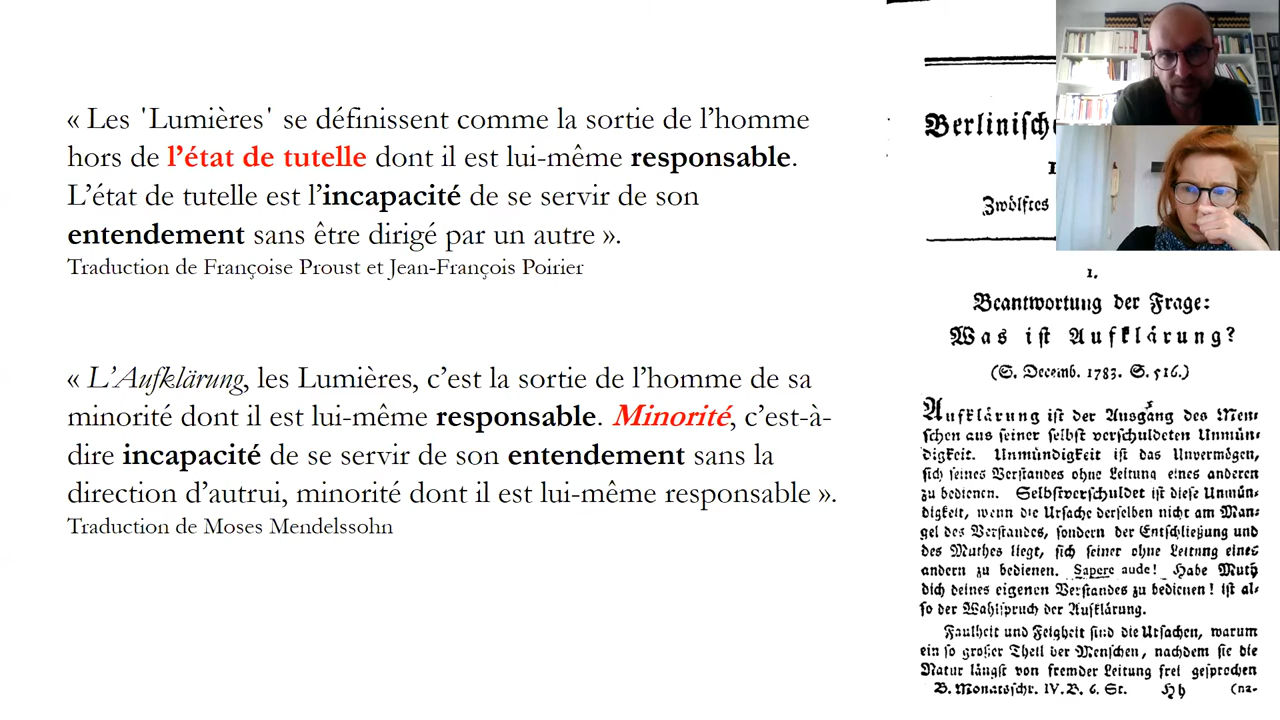 « Les 'Lumières' se définissent comme la sortie de l'homme
hors de l'état de tutelle dont il est lui-même responsable.
L'état de tutelle est l'incapacité de se servir de son
entendement sans être dirigé par un autre ».
Traduction de Françoise Proust et Jean-François Poirier
« L'Aufklärung, les Lumières, c'est la sortie de l'homme de sa
minorité dont il est lui-même responsable. Minorité, c'est-à-
dire incapacité de se servir de son entendement sans la
direction d'autrui, minorité dont il est lui-même responsable ».
Traduction de Moses Mendelssohn
Berlinische
Zwölftes
1.
Beantwortung der Frage:
Was ist Aufklärung?
(S. Decemb. 1783. S. 516.)
Aufklärung ist der Ausgang des Men-
schen aus seiner selbst verschuldeten Unmün-
digkeit. Unmündigkeit ist das Unvermögen,
sich seines Verstandes ohne Leitung eines anderen
zu bedienen. Selbstverschuldet ist diese Unmün-
digkeit, wenn die Ursache derselben nicht am Man-
gel des Verstandes, sondern der Entschließung und
des Muthes liegt, sich seiner ohne Leitung eines
andern zu bedienen. Sapere aude! Habe Muth
dich deines eigenen Verstandes zu bedienen! ist al-
so der Wahlspruch der Aufklärung.
Faulheit und Feigheit sind die Ursachen, warum
ein so großer Theil der Menschen, nachdem sie die
Natur längst von fremder Leitung frei gesprochen
B. Monatsschr. IV. B. 6. St. Hh (na-